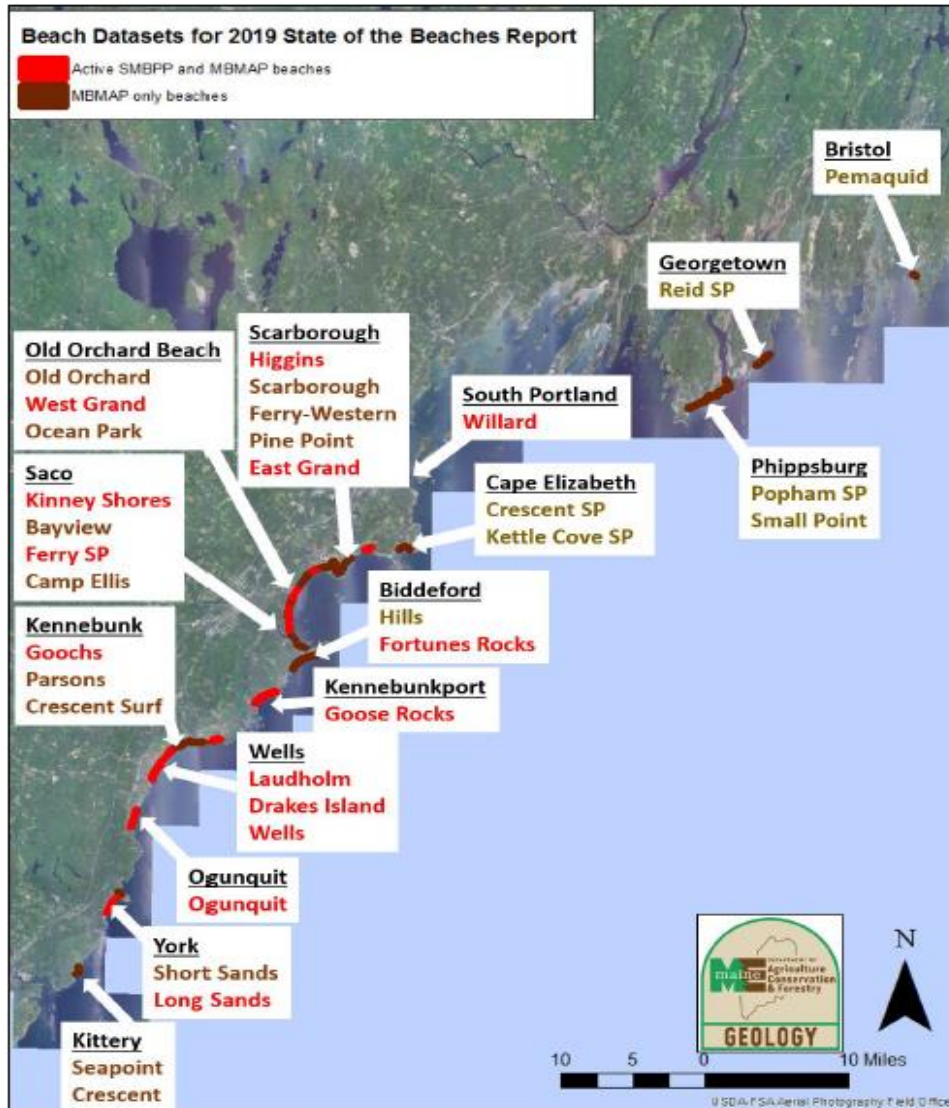 Beach Datasets for 2019 State of the Beaches Report
Active SMBPP and MBMAP beaches
MBMAP only beaches
Bristol
Pemaquid
Georgetown
Reid SP
Scarborough
Higgins
Scarborough
Ferry-Western
Pine Point
East Grand
Old Orchard Beach
Old Orchard
West Grand
Ocean Park
South Portland
Willard
Phippsburg
Popham SP
Small Point
Saco
Kinney Shores
Bayview
Ferry SP
Camp Ellis
Cape Elizabeth
Crescent SP
Kettle Cove SP
Biddeford
Hills
Fortunes Rocks
Kennebunk
Goochs
Parsons
Crescent Surf
Kennebunkport
Goose Rocks
Wells
Laudholm
Drakes Island
Wells
Ogunquit
Ogunquit
York
Short Sands
Long Sands
Kittery
Seapoint
Crescent
maine
DEPARTMENT OF
Agriculture
Conservation
& Forestry
GEOLOGY
N
10 5 0 10 Miles
USDA-FSA Aerial Photography Field Office